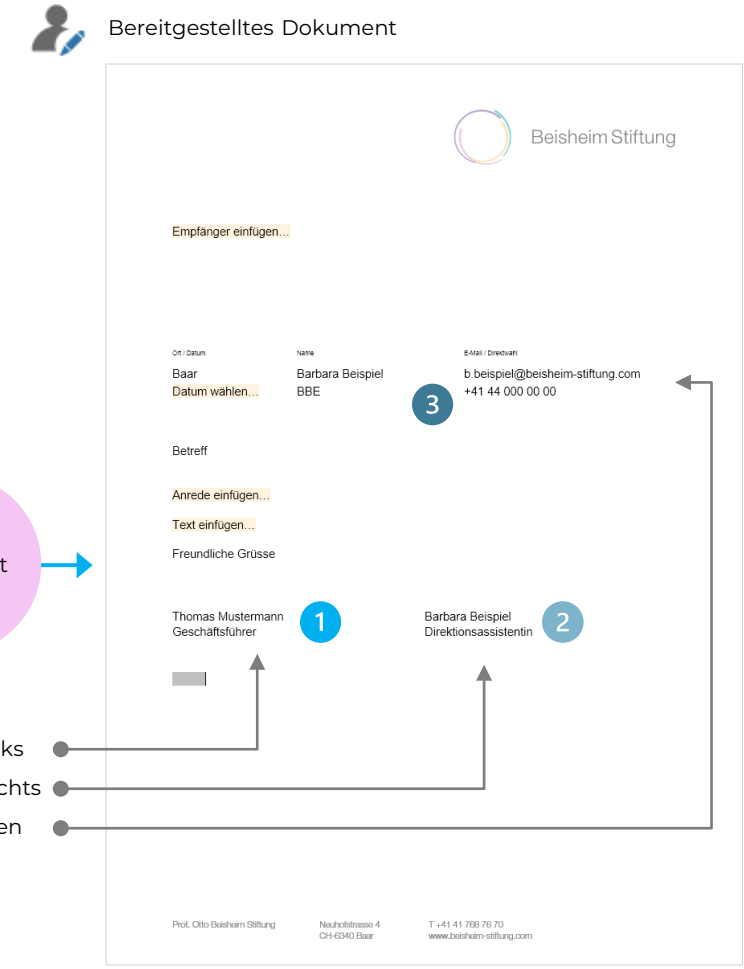 Bereitgestelltes Dokument
Beisheim Stiftung
Empfänger einfügen...
Ort / Datum Name E-Mail / Direktwahl
Baar Barbara Beispiel b.beispiel@beisheim-stiftung.com
Datum wählen... BBE +41 44 000 00 00
3
Betreff
Anrede einfügen...
Text einfügen...
t
Freundliche Grüsse
Thomas Mustermann 1 Barbara Beispiel 2
Geschäftsführer Direktionsassistentin
ks
chts
en
Prof. Otto Beisheim Stiftung Neuhofstrasse 4 T +41 41 768 76 70
CH-6340 Baar www.beisheim-stiftung.com